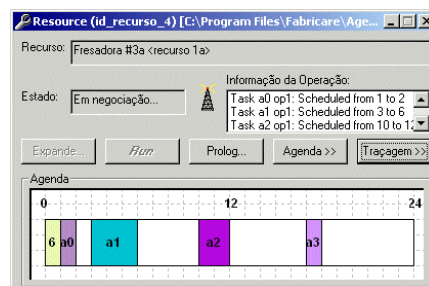 Resource (id_recurso_4) [C:\Program Files\Fabricare\Age...
Recurso: Fresadora #3a <recurso 1a>
Informação da Operação:
Estado: Em negociação...
Task a0 op1: Scheduled from 1 to 2
Task a1 op1: Scheduled from 3 to 6
Task a2 op1: Scheduled from 10 to 12
Expande... Run Prolog... Agenda >> Traçagem >>
Agenda
0 12 24
6 a0 a1 a2 a3